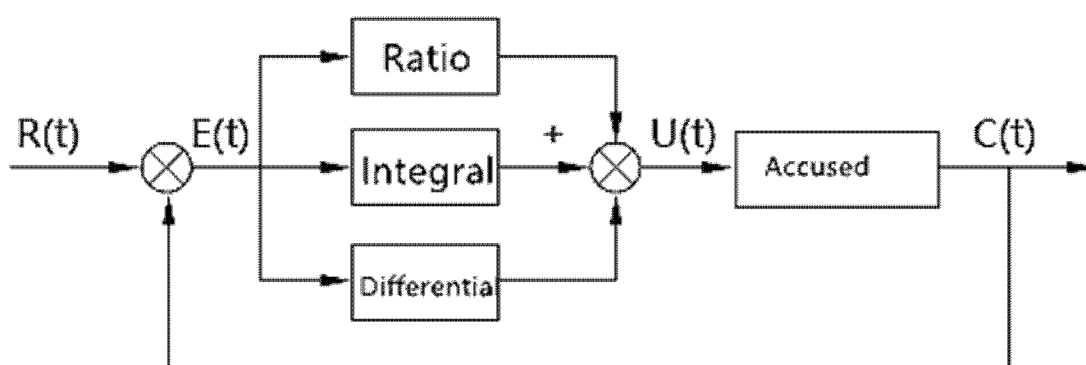 Ratio
R(t)
E(t)
Integral
+
U(t)
Accused
C(t)
Differentia